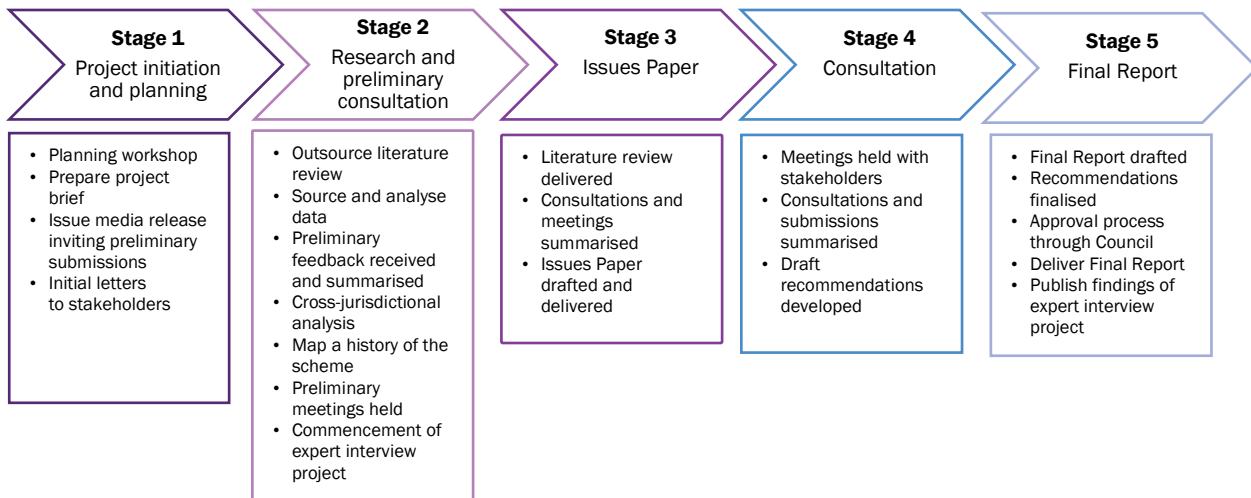 Stage 1
Project initiation
and planning
Stage 2
Research and
preliminary
consultation
Stage 3
Issues Paper
Stage 4
Consultation
Stage 5
Final Report
• Planning workshop
• Prepare project
brief
• Issue media release
inviting preliminary
submissions
• Initial letters
to stakeholders
• Outsource literature
review
• Source and analyse
data
• Preliminary
feedback received
and summarised
• Cross-jurisdictional
analysis
• Map a history of the
scheme
• Preliminary
meetings held
• Commencement of
expert interview
project
• Literature review
delivered
• Consultations and
meetings
summarised
• Issues Paper
drafted and
delivered
• Meetings held with
stakeholders
• Consultations and
submissions
summarised
• Draft
recommendations
developed
• Final Report drafted
• Recommendations
finalised
• Approval process
through Council
• Deliver Final Report
• Publish findings of
expert interview
project